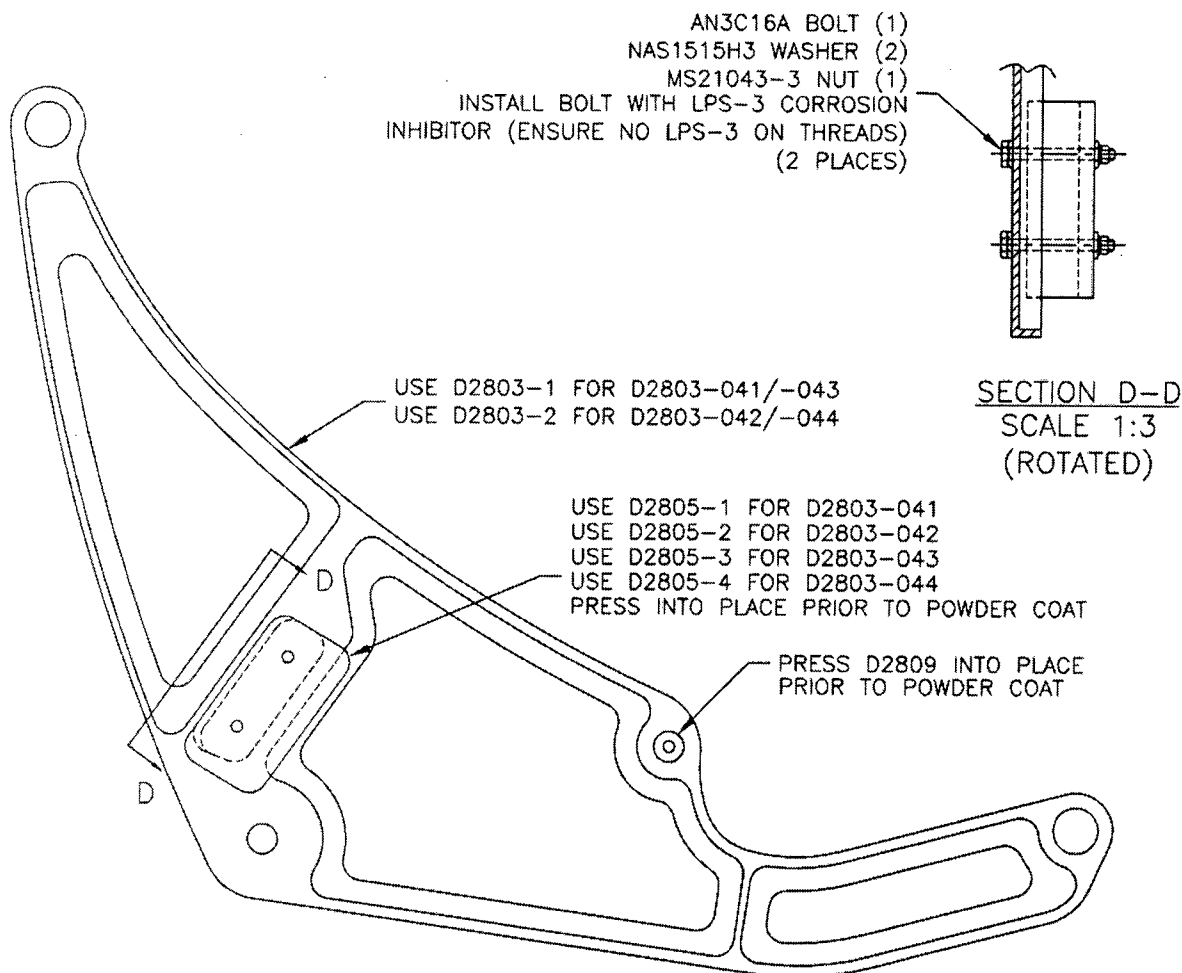 AN3C16A BOLT (1)
NAS1515H3 WASHER (2)
MS21043-3 NUT (1)
INSTALL BOLT WITH LPS-3 CORROSION
INHIBITOR (ENSURE NO LPS-3 ON THREADS)
(2 PLACES)
SECTION D-D
SCALE 1:3
(ROTATED)
USE D2803-1 FOR D2803-041/-043
USE D2803-2 FOR D2803-042/-044
USE D2805-1 FOR D2803-041
USE D2805-2 FOR D2803-042
USE D2805-3 FOR D2803-043
USE D2805-4 FOR D2803-044
PRESS INTO PLACE PRIOR TO POWDER COAT
D
PRESS D2809 INTO PLACE
PRIOR TO POWDER COAT
D